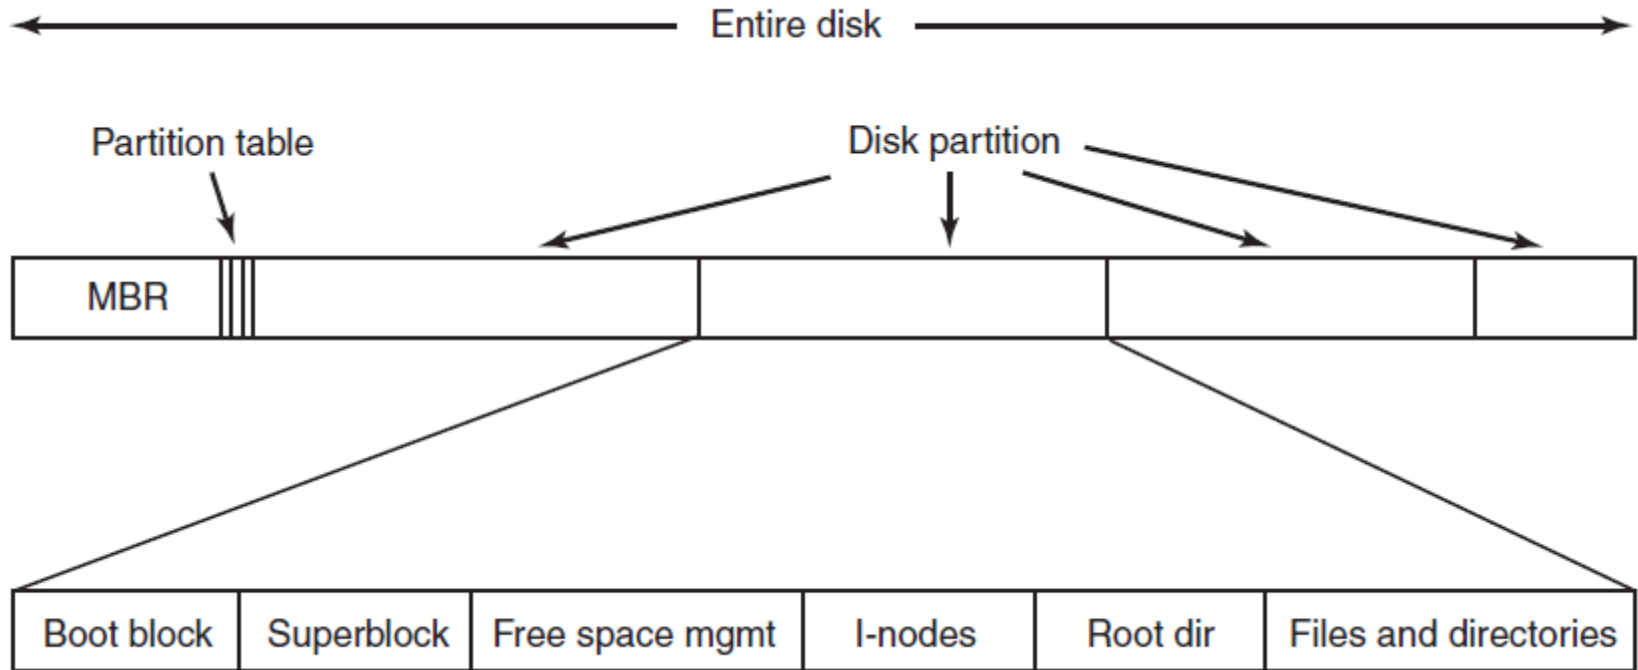 Entire disk
Partition table
Disk partition
MBR
Boot block
Superblock
Free space mgmt
I-nodes
Root dir
Files and directories